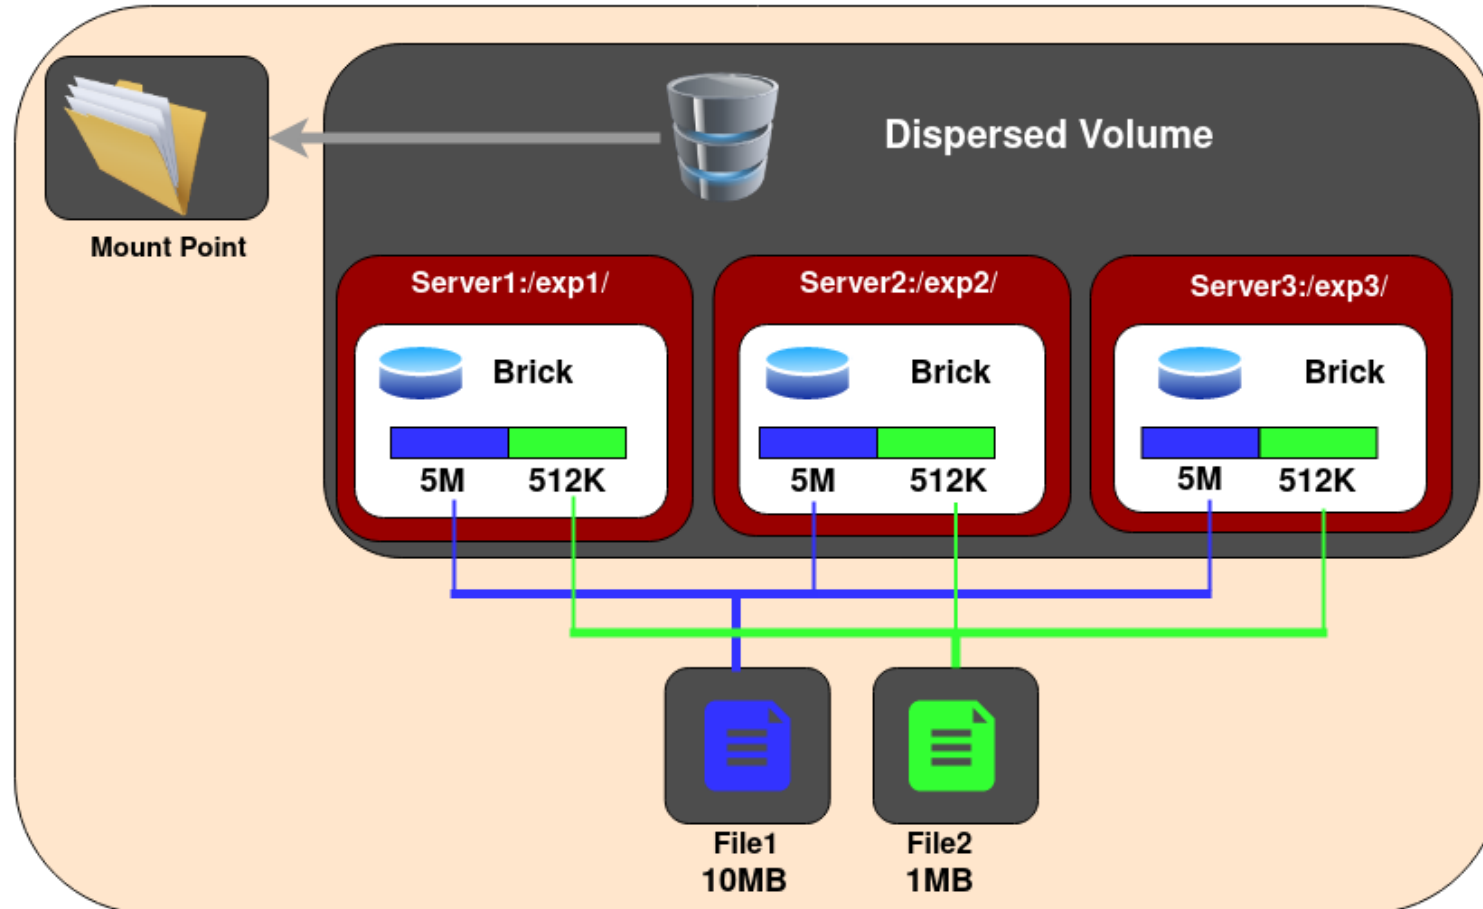 Dispersed Volume
Mount Point
Server1:/exp1/
Server2:/exp2/
Server3:/exp3/
Brick
Brick
Brick
5M
512K
5M
512K
5M
512K
File1
10MB
File2
1MB